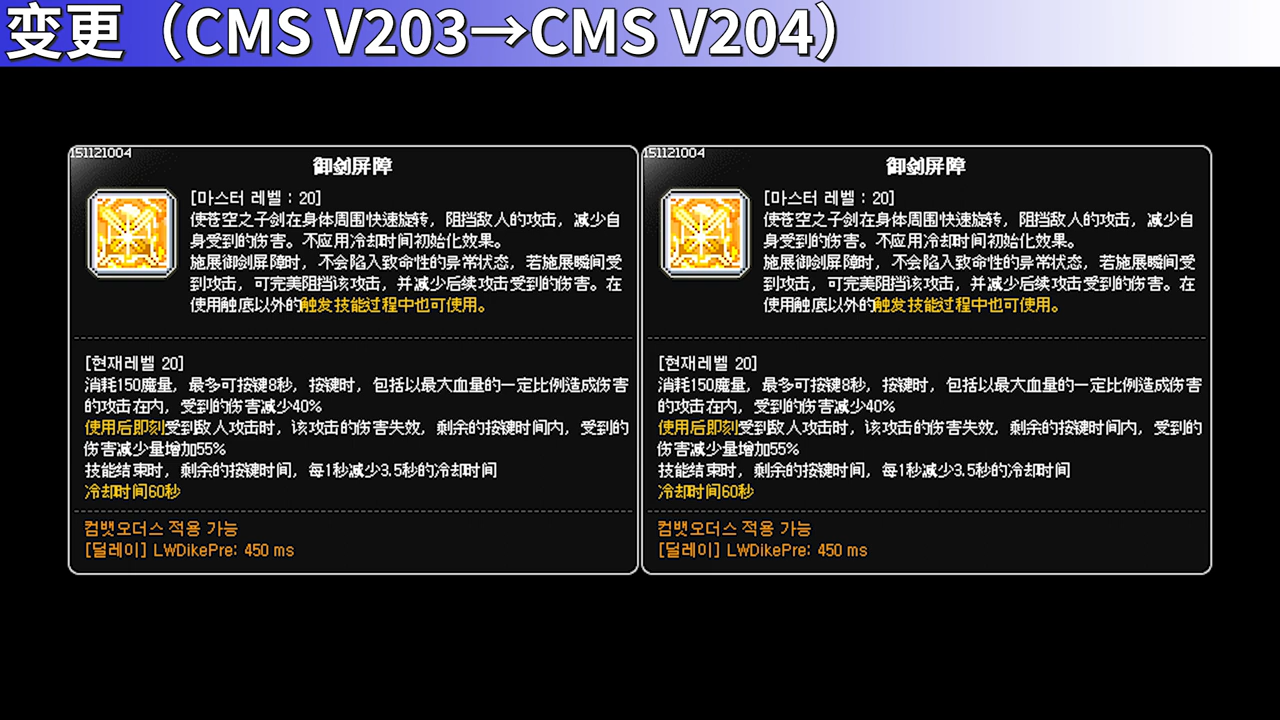 变更（CMS V203→CMS V204）
151121004
御剑屏障
[마스터 레벨 : 20]
使苍空之子剑在身体周围快速旋转，阻挡敌人的攻击，减少自
身受到的伤害。不应用冷却时间初始化效果。
施展御剑屏障时，不会陷入致命性的异常状态，若施展瞬间受
到攻击，可完美阻挡该攻击，并减少后续攻击受到的伤害。在
使用触底以外的触发技能过程中也可使用。
[현재레벨 20]
消耗150魔量，最多可按键8秒，按键时，包括以最大血量的一定比例造成伤害
的攻击在内，受到的伤害减少40%
使用后即刻受到敌人攻击时，该攻击的伤害失效，剩余的按键时间内，受到的
伤害减少量增加55%
技能结束时，剩余的按键时间，每1秒减少3.5秒的冷却时间
冷却时间60秒
컴뱃오더스 적용 가능
[딜레이] LWDikePre: 450 ms
151121004
御剑屏障
[마스터 레벨 : 20]
使苍空之子剑在身体周围快速旋转，阻挡敌人的攻击，减少自
身受到的伤害。不应用冷却时间初始化效果。
施展御剑屏障时，不会陷入致命性的异常状态，若施展瞬间受
到攻击，可完美阻挡该攻击，并减少后续攻击受到的伤害。在
使用触底以外的触发技能过程中也可使用。
[현재레벨 20]
消耗150魔量，最多可按键8秒，按键时，包括以最大血量的一定比例造成伤害
的攻击在内，受到的伤害减少40%
使用后即刻受到敌人攻击时，该攻击的伤害失效，剩余的按键时间内，受到的
伤害减少量增加55%
技能结束时，剩余的按键时间，每1秒减少3.5秒的冷却时间
冷却时间60秒
컴뱃오더스 적용 가능
[딜레이] LWDikePre: 450 ms